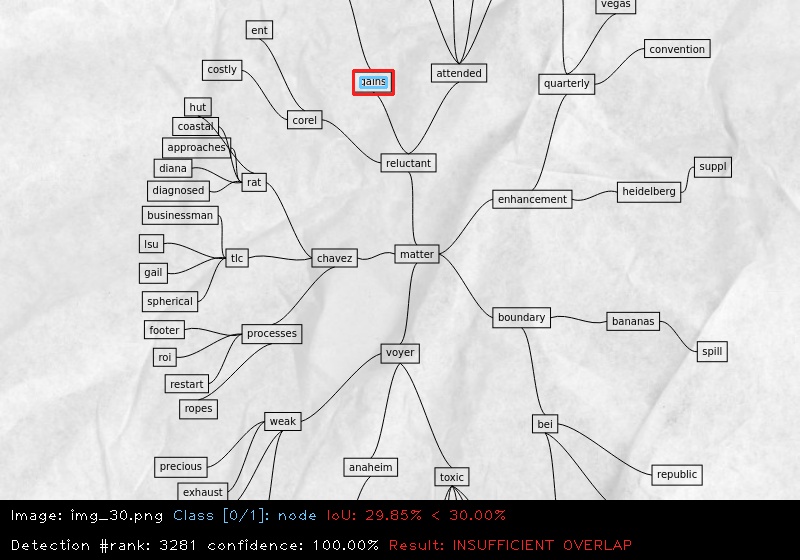 vegas
ent
convention
costly
attended
gains
quarterly
hut
corel
coastal
approaches
reluctant
diana
suppl
rat
diagnosed
heidelberg
enhancement
businessman
lsu
matter
tlc
chavez
gail
spherical
boundary
bananas
footer
processes
voyer
spill
roi
restart
ropes
weak
bei
precious
anaheim
republic
toxic
exhaust
Image: img_30.png Class [0/1]: node IoU: 29.85% < 30.00%
Detection #rank: 3281 confidence: 100.00% Result: INSUFFICIENT OVERLAP